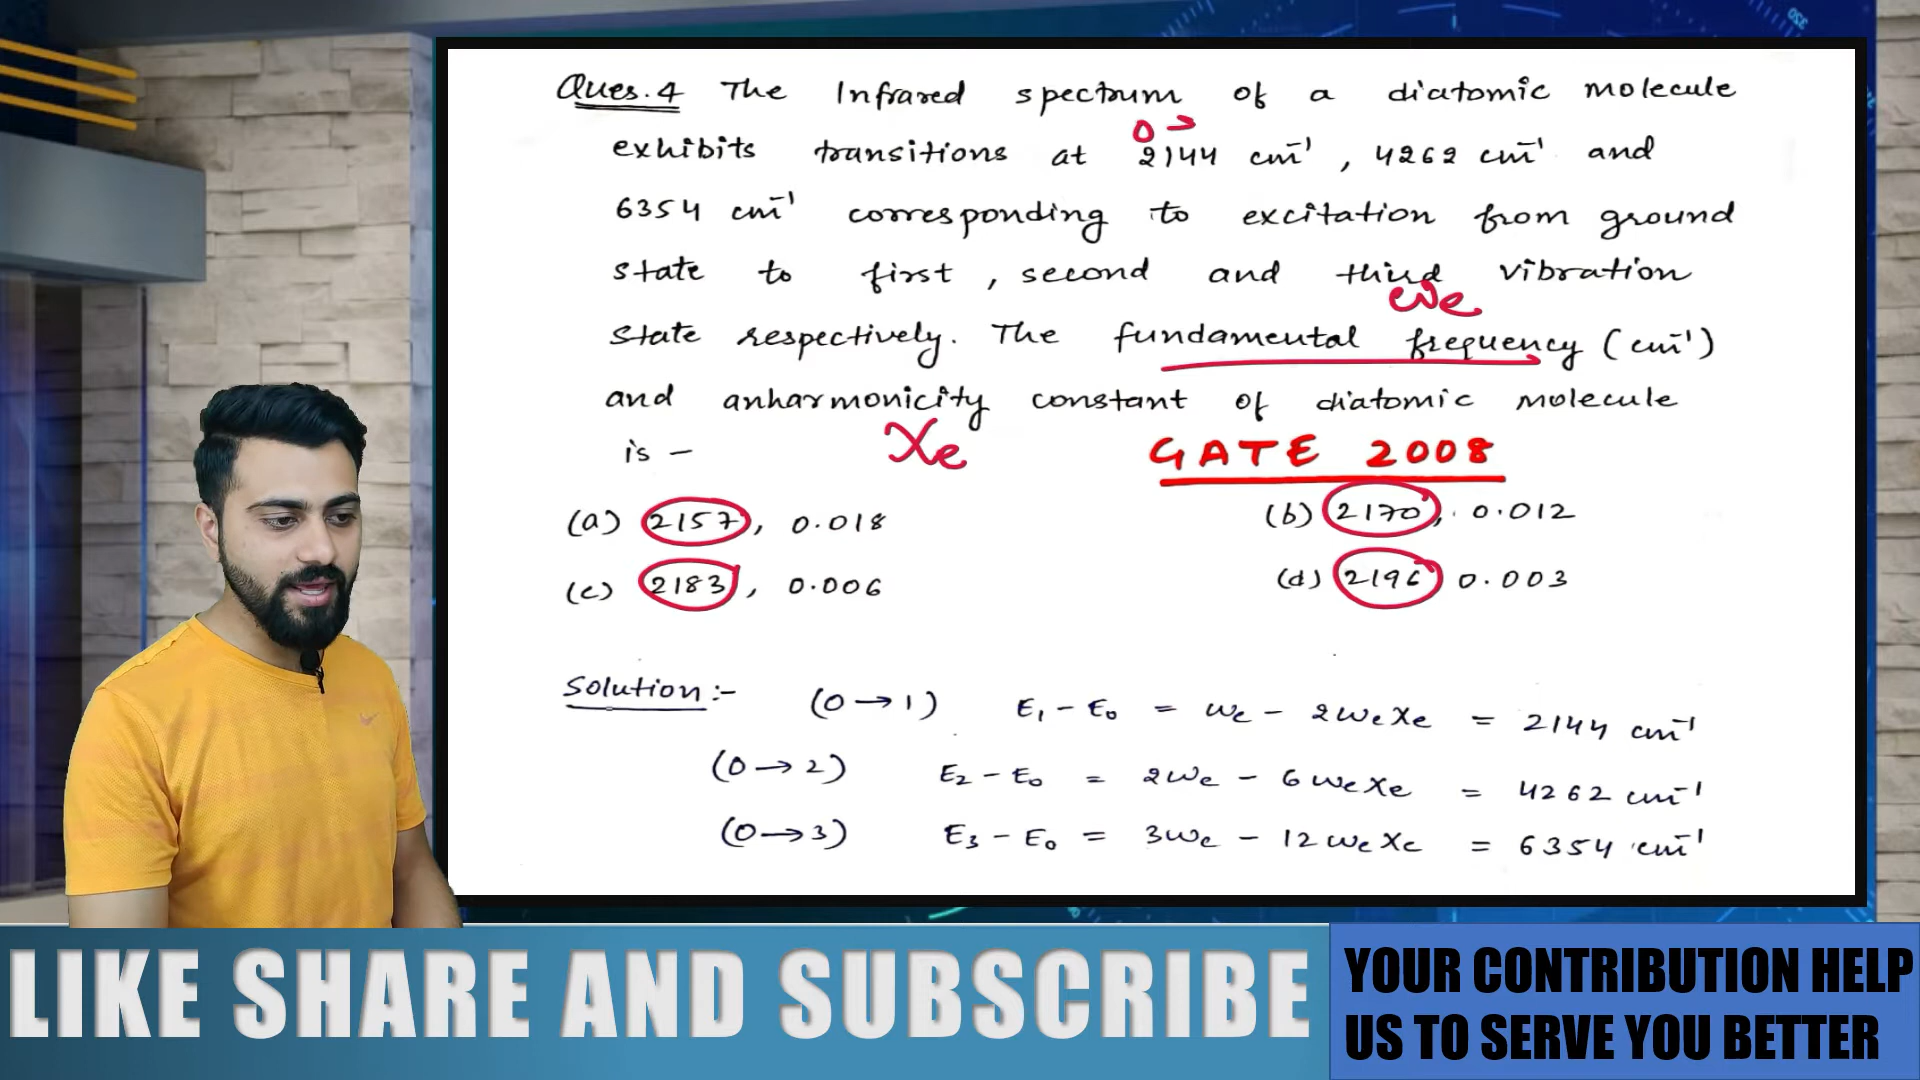 Ques. 4 The Infrared spectrum of a diatomic molecule
0 →
exhibits transitions at 2144 cm⁻¹, 4262 cm⁻¹ and
6354 cm⁻¹ corresponding to excitation from ground
state to first, second and third vibration
ωe
state respectively. The fundamental frequency (cm⁻¹)
and anharmonicity constant of diatomic molecule
is – Xe GATE 2008
(a) 2157, 0.018 (b) 2170, 0.012
(c) 2183, 0.006 (d) 2196 0.003
Solution:- (0→1) E₁ - E₀ = ωe - 2ωeXe = 2144 cm⁻¹
(0→2) E₂ - E₀ = 2ωe - 6ωeXe = 4262 cm⁻¹
(0→3) E₃ - E₀ = 3ωe - 12ωeXe = 6354 cm⁻¹
LIKE SHARE AND SUBSCRIBE
YOUR CONTRIBUTION HELP
US TO SERVE YOU BETTER